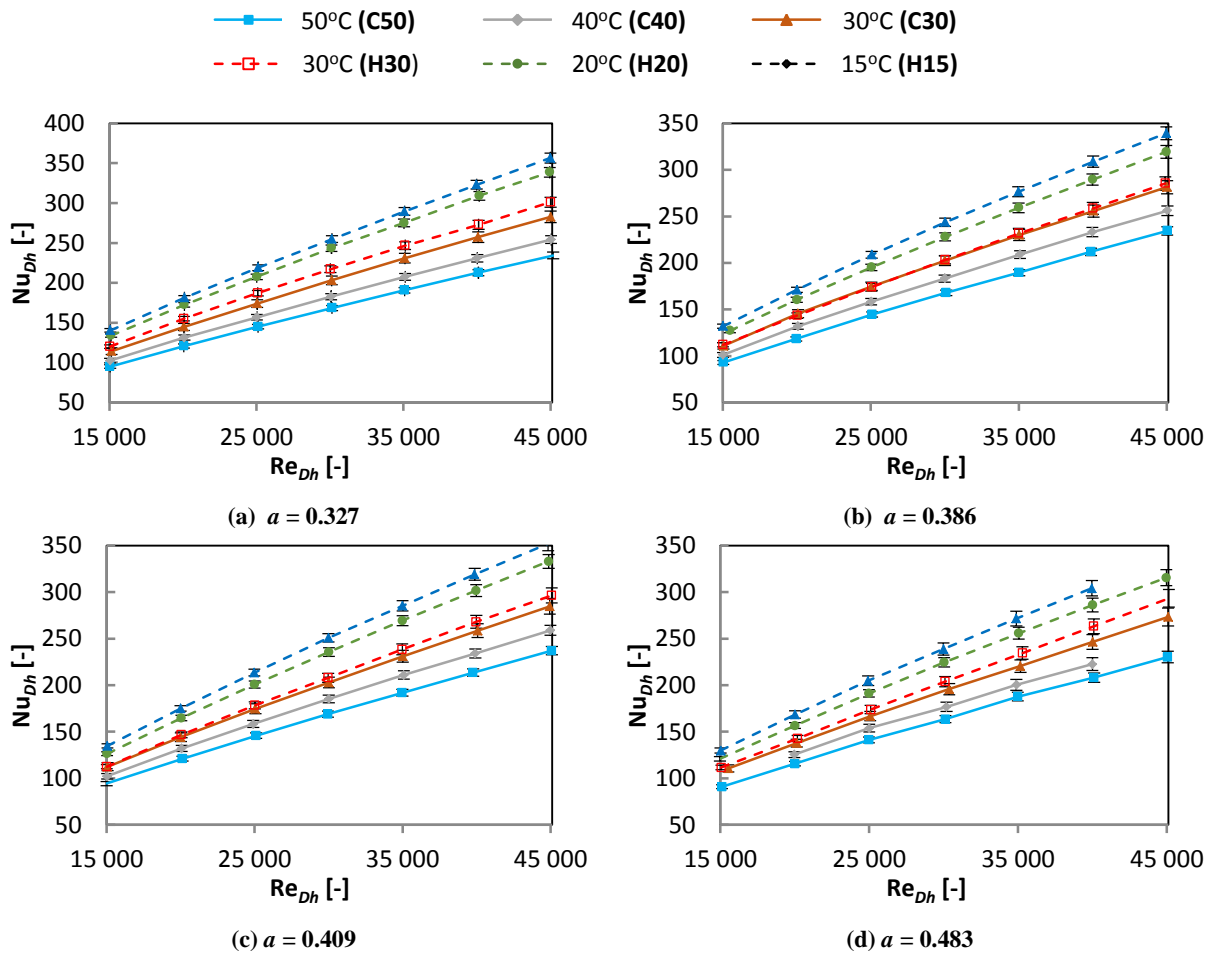 50°C (C50) 40°C (C40) 30°C (C30)
30°C (H30) 20°C (H20) 15°C (H15)
400
350
300
250
200
150
100
50
Nu_Dh [-]
15 000 25 000 35 000 45 000
Re_Dh [-]
(a) a = 0.327
350
300
250
200
150
100
50
Nu_Dh [-]
15 000 25 000 35 000 45 000
Re_Dh [-]
(b) a = 0.386
350
300
250
200
150
100
50
Nu_Dh [-]
15 000 25 000 35 000 45 000
Re_Dh [-]
(c) a = 0.409
350
300
250
200
150
100
50
Nu_Dh [-]
15 000 25 000 35 000 45 000
Re_Dh [-]
(d) a = 0.483